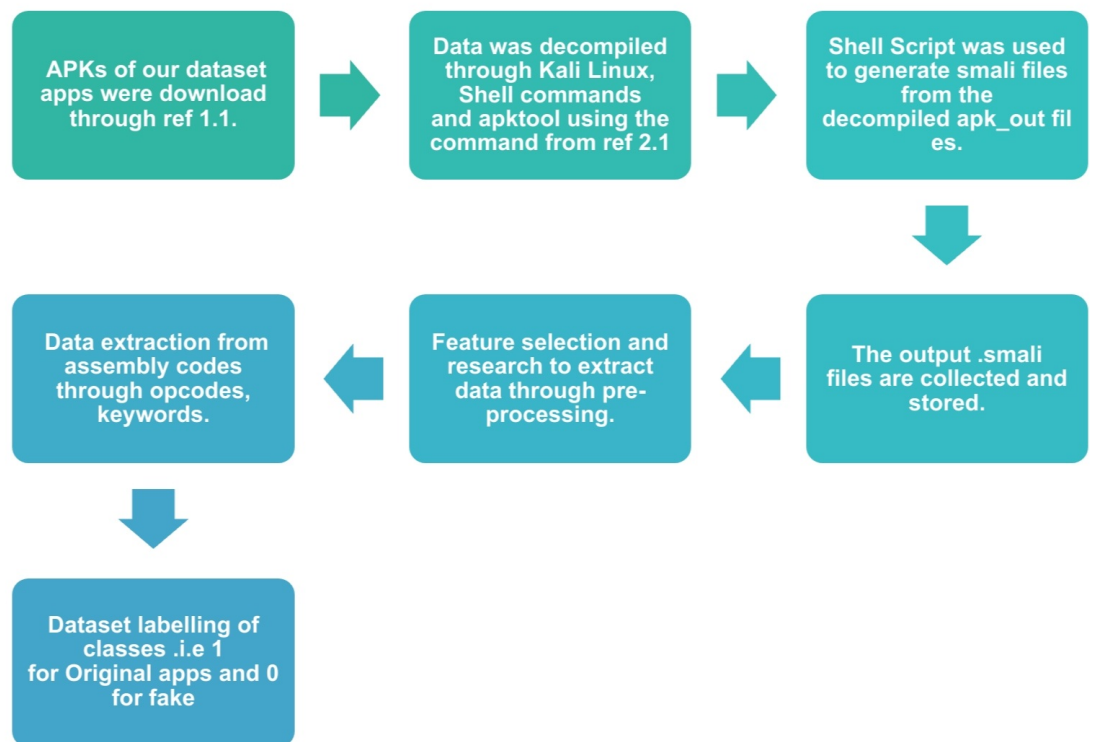 APKs of our dataset
apps were download
through ref 1.1.
Data was decompiled
through Kali Linux,
Shell commands
and apktool using the
command from ref 2.1
Shell Script was used
to generate smali files
from the
decompiled apk_out fil
es.
The output .smali
files are collected and
stored.
Feature selection and
research to extract
data through pre-
processing.
Data extraction from
assembly codes
through opcodes,
keywords.
Dataset labelling of
classes .i.e 1
for Original apps and 0
for fake